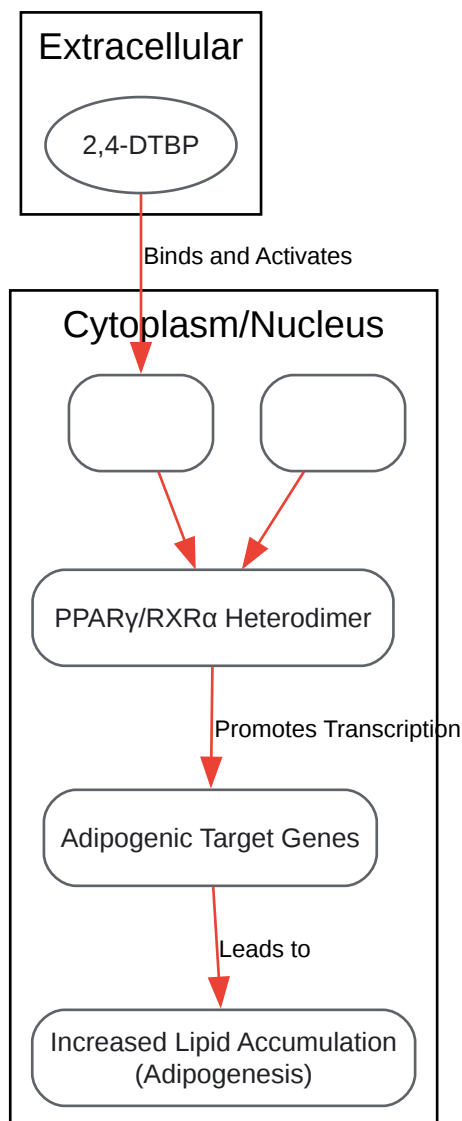 Extracellular
2,4-DTBP
Binds and Activates
Cytoplasm/Nucleus
PPARγ/RXRα Heterodimer
Promotes Transcription
Adipogenic Target Genes
Leads to
Increased Lipid Accumulation
(Adipogenesis)